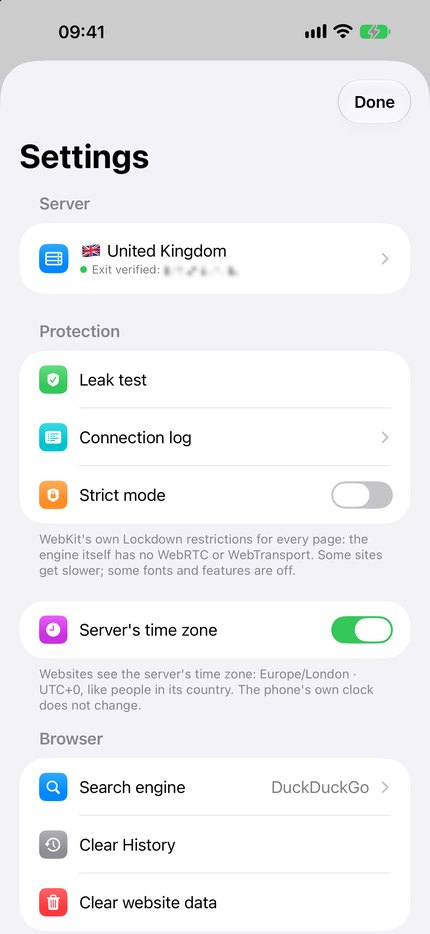 09:41
Done
Settings
Server
United Kingdom
Exit verified:
Protection
Leak test
Connection log
Strict mode
WebKit's own Lockdown restrictions for every page: the
engine itself has no WebRTC or WebTransport. Some sites
get slower; some fonts and features are off.
Server's time zone
Websites see the server's time zone: Europe/London ·
UTC+0, like people in its country. The phone's own clock
does not change.
Browser
Search engine
DuckDuckGo
Clear History
Clear website data